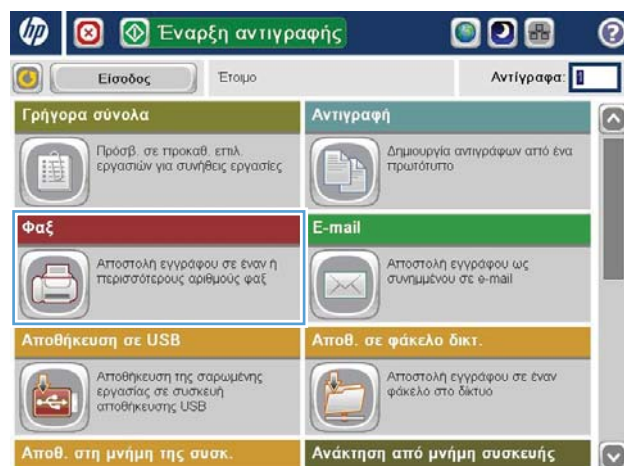 hp Έναρξη αντιγραφής ?
Είσοδος Έτοιμο Αντίγραφα: 1
Γρήγορα σύνολα
Πρόσβ. σε προκαθ. επιλ.
εργασιών για συνήθεις εργασίες
Αντιγραφή
Δημιουργία αντιγράφων από ένα
πρωτότυπο
Φαξ
Αποστολή εγγράφου σε έναν ή
περισσότερους αριθμούς φαξ
E-mail
Αποστολή εγγράφου ως
συνημμένου σε e-mail
Αποθήκευση σε USB
Αποθήκευση της σαρωμένης
εργασίας σε συσκευή
αποθήκευσης USB
Αποθ. σε φάκελο δικτ.
Αποστολή εγγράφου σε έναν
φάκελο στο δίκτυο
Αποθ. στη μνήμη της συσκ.
Ανάκτηση από μνήμη συσκευής